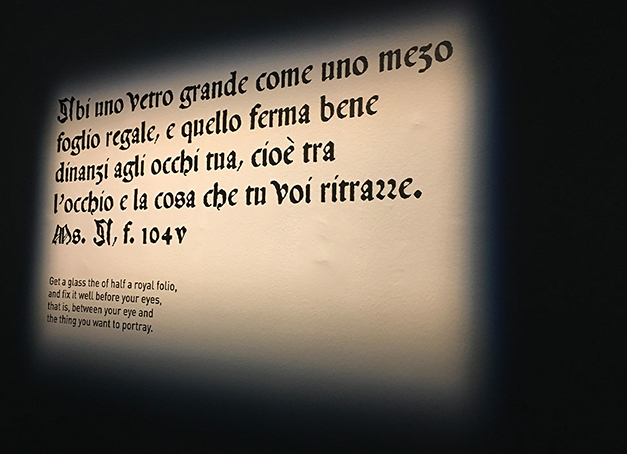 Abi uno vetro grande come uno mezo
foglio regale, e quello ferma bene
dinanzi agli occhi tua, cioè tra
l'occhio e la cosa che tu voi ritrarre.
Ms. A, f. 104v
Get a glass the of half a royal folio,
and fix it well before your eyes,
that is, between your eye and
the thing you want to portray.